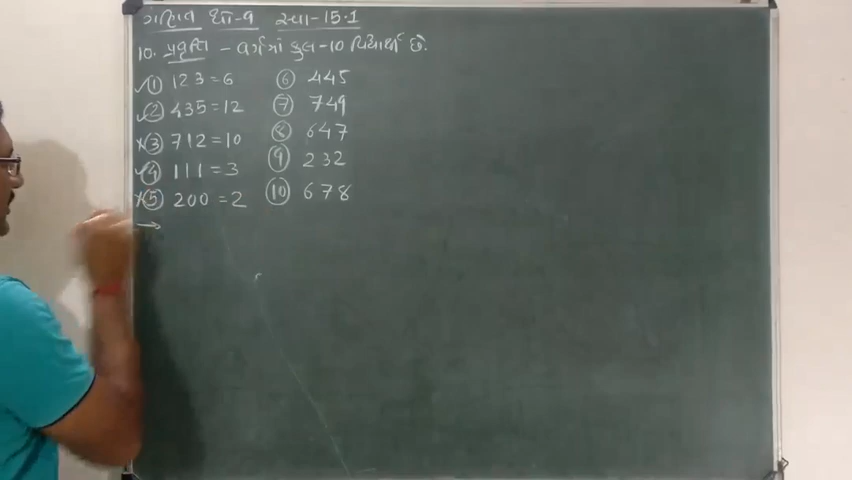 ગણિત ધો-9 સ્વા-15.1
10. પ્રવૃત્તિ - વર્ગમાં કુલ-10 વિદ્યાર્થી છે.
✓① 123=6 ⑥ 445
✓② 435=12 ⑦ 749
×③ 712=10 ⑧ 647
✓④ 111=3 ⑨ 232
×⑤ 200=2 ⑩ 678
→